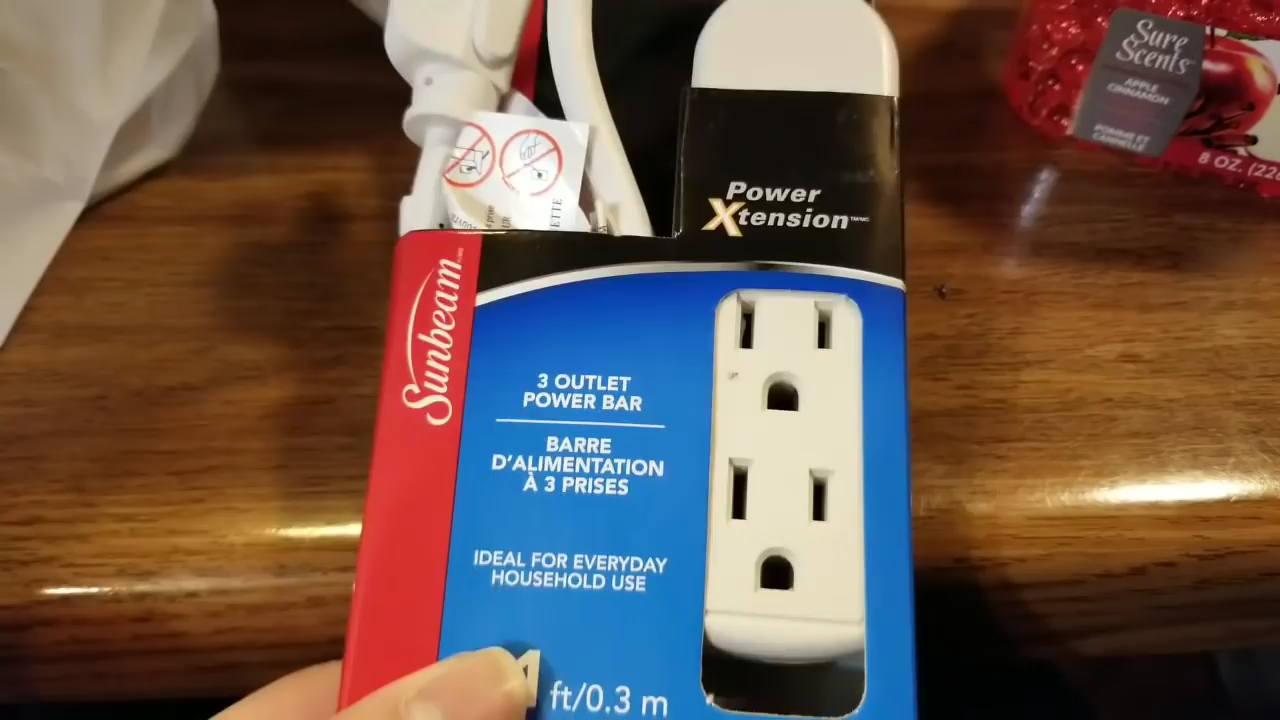 Power
Xtension
Sunbeam
3 OUTLET
POWER BAR
BARRE
D'ALIMENTATION
À 3 PRISES
IDEAL FOR EVERYDAY
HOUSEHOLD USE
1 ft/0.3 m
Sure
Scents
APPLE
CINNAMON
POMME ET
CANNELLE
8 OZ.